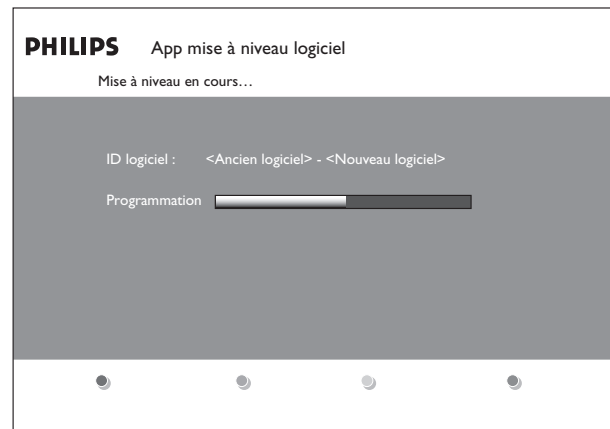 PHILIPS App mise à niveau logiciel
Mise à niveau en cours…
ID logiciel : <Ancien logiciel> - <Nouveau logiciel>
Programmation